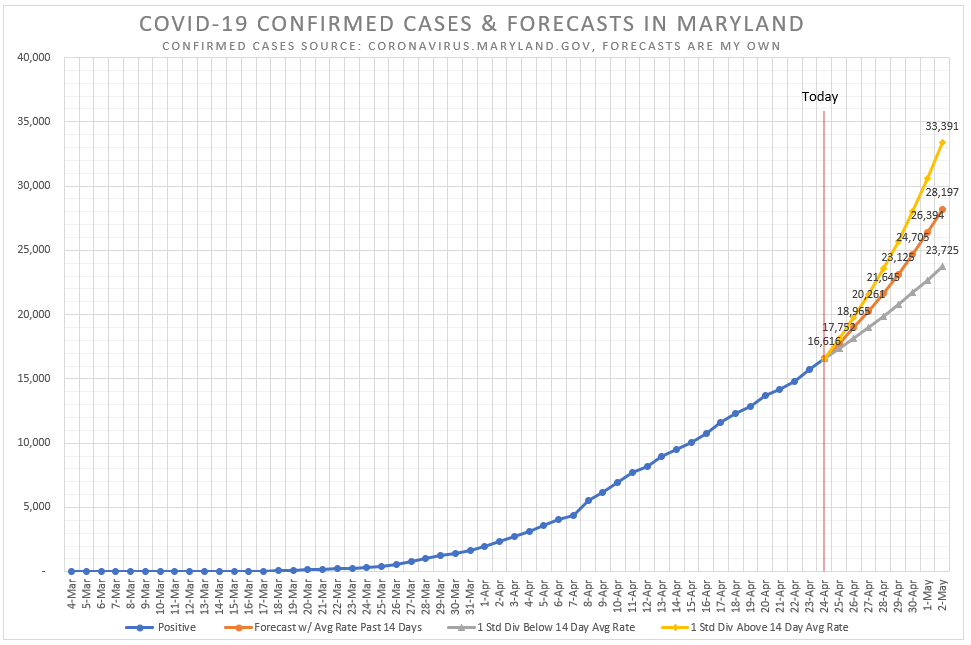 COVID-19 CONFIRMED CASES & FORECASTS IN MARYLAND
CONFIRMED CASES SOURCE: CORONAVIRUS.MARYLAND.GOV, FORECASTS ARE MY OWN
40,000
35,000
30,000
25,000
20,000
15,000
10,000
5,000
-
Today
33,391
28,197
26,394
24,705
23,725
23,125
21,645
20,261
18,965
17,752
16,616
4-Mar
5-Mar
6-Mar
7-Mar
8-Mar
9-Mar
10-Mar
11-Mar
12-Mar
13-Mar
14-Mar
15-Mar
16-Mar
17-Mar
18-Mar
19-Mar
20-Mar
21-Mar
22-Mar
23-Mar
24-Mar
25-Mar
26-Mar
27-Mar
28-Mar
29-Mar
30-Mar
31-Mar
1-Apr
2-Apr
3-Apr
4-Apr
5-Apr
6-Apr
7-Apr
8-Apr
9-Apr
10-Apr
11-Apr
12-Apr
13-Apr
14-Apr
15-Apr
16-Apr
17-Apr
18-Apr
19-Apr
20-Apr
21-Apr
22-Apr
23-Apr
24-Apr
25-Apr
26-Apr
27-Apr
28-Apr
29-Apr
30-Apr
1-May
2-May
Positive
Forecast w/ Avg Rate Past 14 Days
1 Std Div Below 14 Day Avg Rate
1 Std Div Above 14 Day Avg Rate